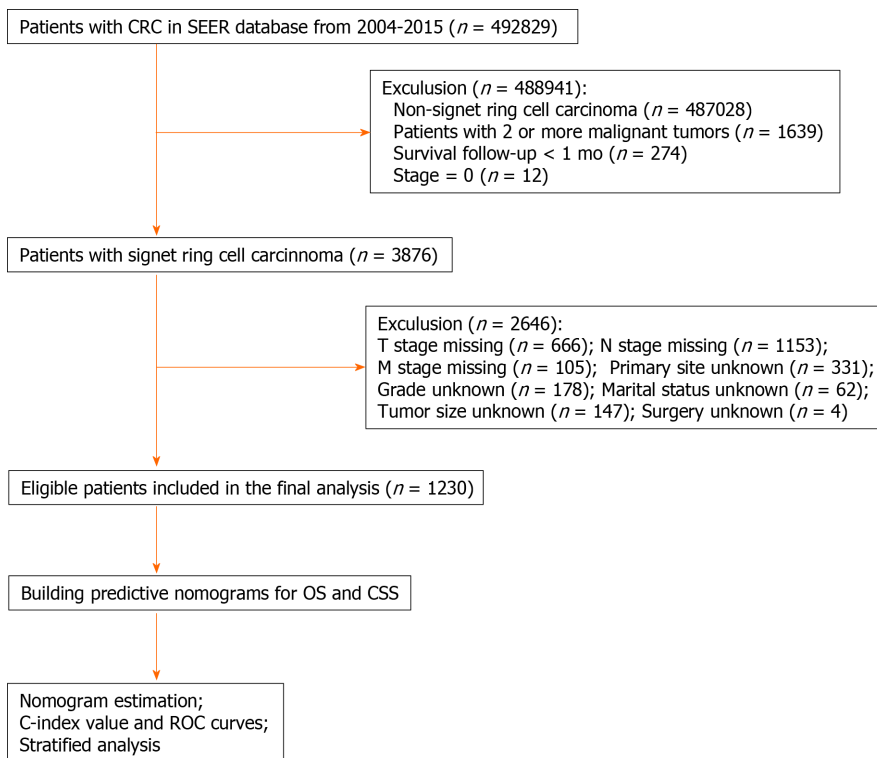 Patients with CRC in SEER database from 2004-2015 (n = 492829)
Exculusion (n = 488941):
Non-signet ring cell carcinoma (n = 487028)
Patients with 2 or more malignant tumors (n = 1639)
Survival follow-up < 1 mo (n = 274)
Stage = 0 (n = 12)
Patients with signet ring cell carcinnoma (n = 3876)
Exculusion (n = 2646):
T stage missing (n = 666); N stage missing (n = 1153);
M stage missing (n = 105); Primary site unknown (n = 331);
Grade unknown (n = 178); Marital status unknown (n = 62);
Tumor size unknown (n = 147); Surgery unknown (n = 4)
Eligible patients included in the final analysis (n = 1230)
Building predictive nomograms for OS and CSS
Nomogram estimation;
C-index value and ROC curves;
Stratified analysis